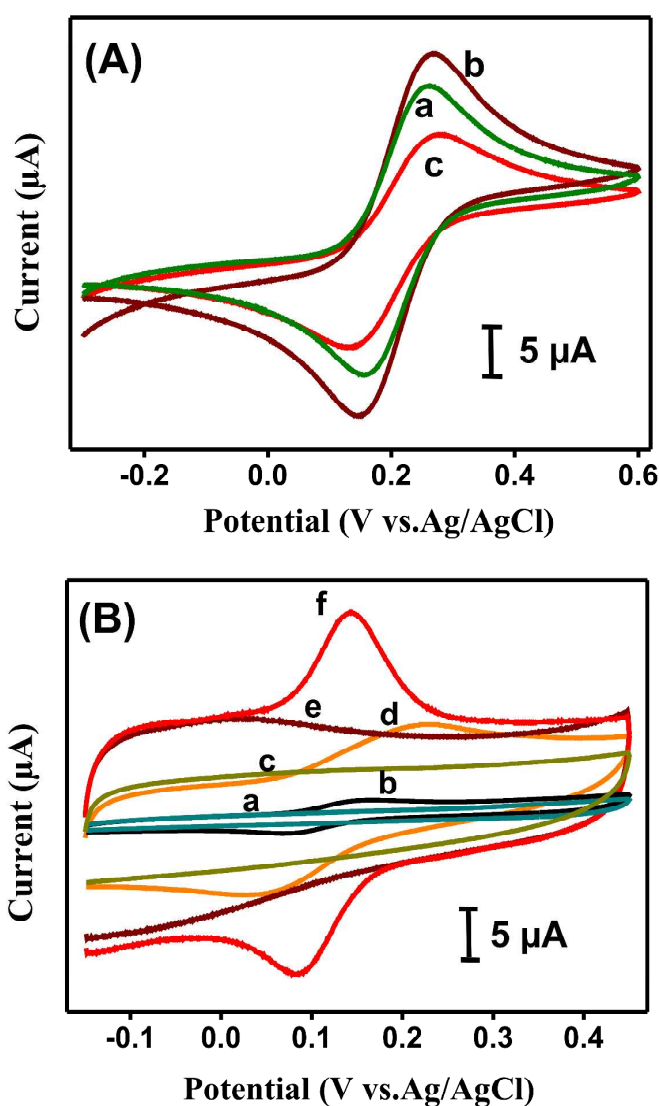 (A)
b
a
c
5 µA
Current (µA)
-0.2 0.0 0.2 0.4 0.6
Potential (V vs.Ag/AgCl)
(B)
f
e
d
c
a
b
5 µA
Current (µA)
-0.1 0.0 0.1 0.2 0.3 0.4
Potential (V vs.Ag/AgCl)